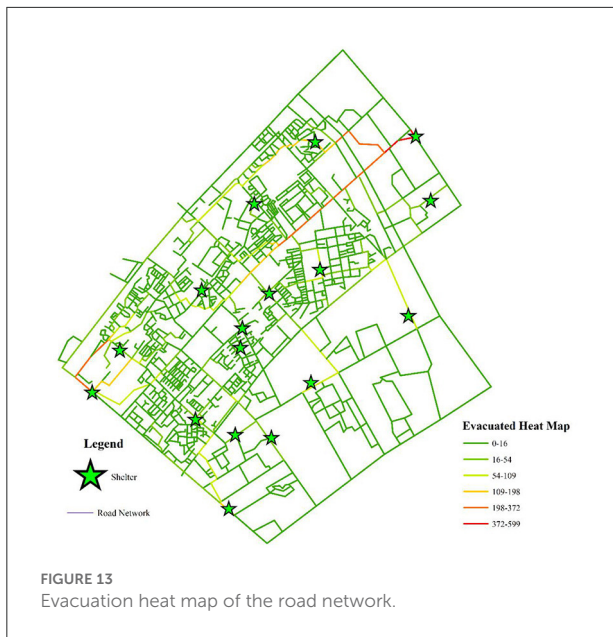 Legend
Shelter
Road Network
Evacuated Heat Map
0-16
16-54
54-109
109-198
198-372
372-599
FIGURE 13
Evacuation heat map of the road network.